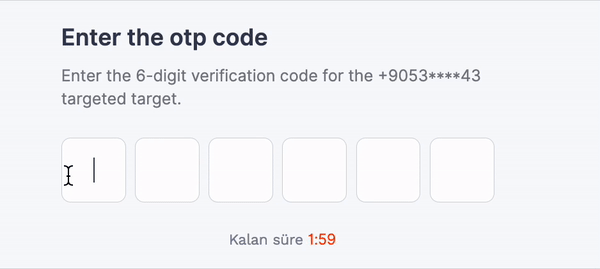 Enter the otp code
Enter the 6-digit verification code for the +9053****43
targeted target.
Kalan süre 1:59